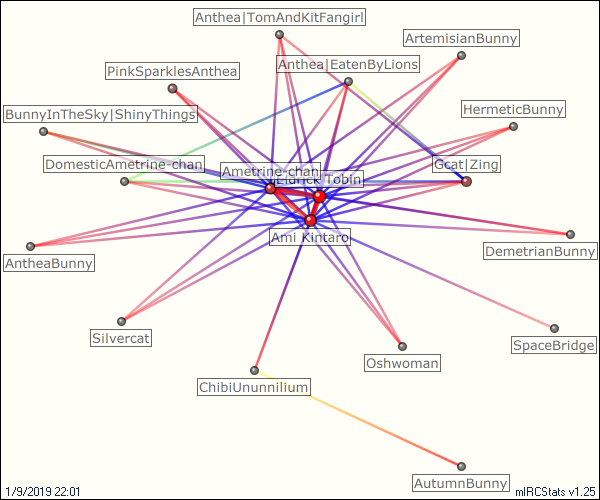 Anthea|TomAndKitFangirl
ArtemisianBunny
Anthea|EatenByLions
PinkSparklesAnthea
BunnyInTheSky|ShinyThings
HermeticBunny
DomesticAmetrine-chan
Gcat|Zing
Ametrine-chan
Eldrick Tobin
Ami Kintaro
AntheaBunny
DemetrianBunny
Silvercat
SpaceBridge
Oshwoman
ChibiUnunnilium
AutumnBunny
1/9/2019 22:01
mIRCStats v1.25